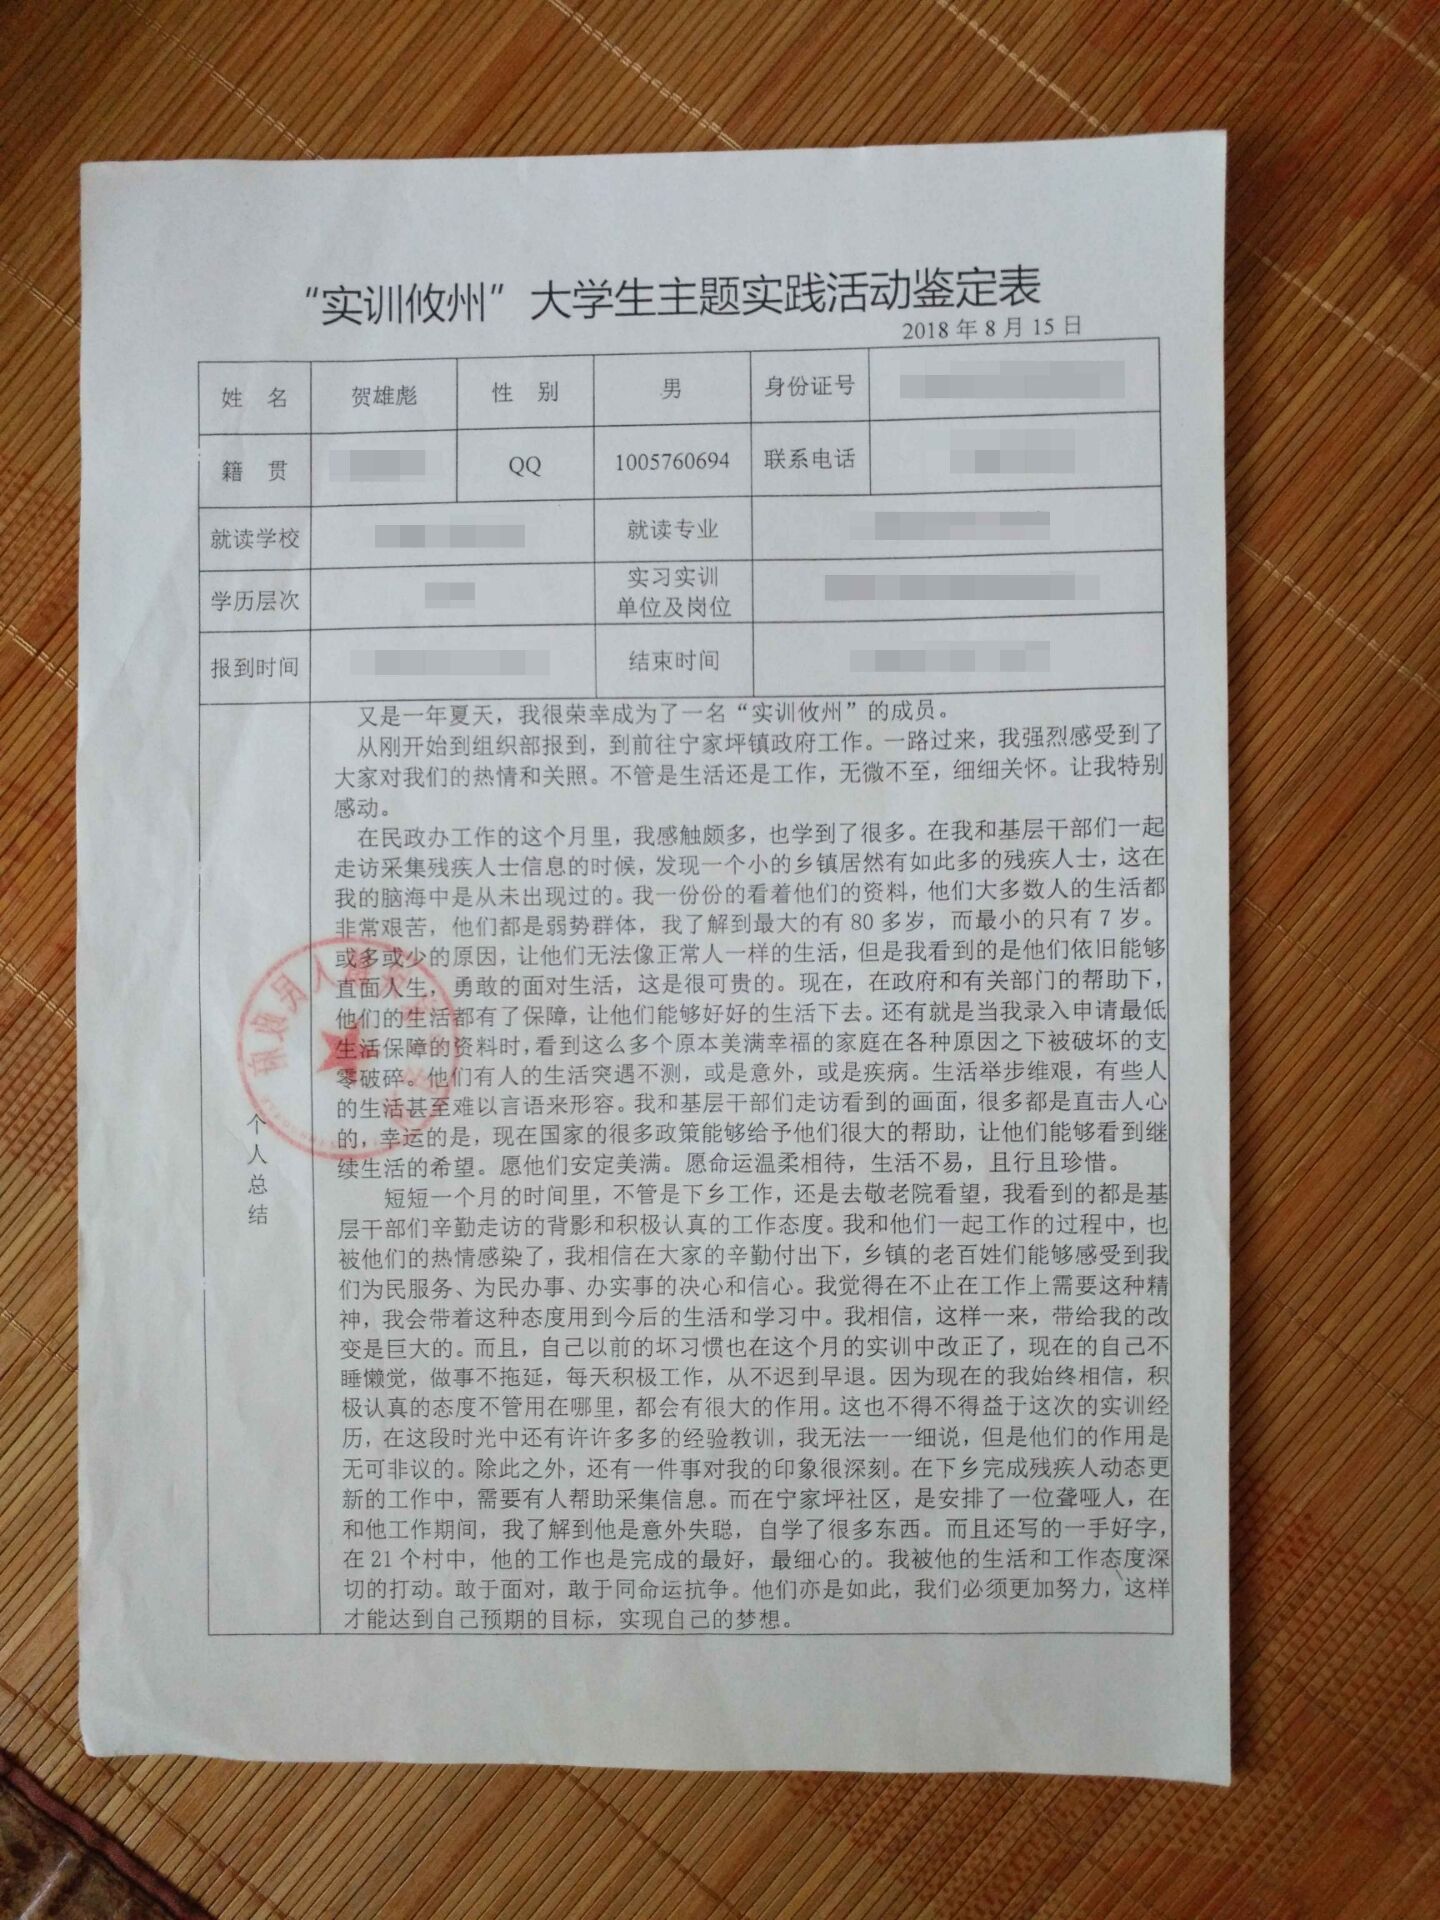 “实训攸州”大学生主题实践活动鉴定表
2018年8月15日
姓 名 贺雄彪 性 别 男 身份证号
籍 贯 QQ 1005760694 联系电话
就读学校 就读专业
学历层次 实习实训
单位及岗位
报到时间 结束时间
个人总结
又是一年夏天，我很荣幸成为了一名“实训攸州”的成员。
从刚开始到组织部报到，到前往宁家坪镇政府工作。一路过来，我强烈感受到了
大家对我们的热情和关照。不管是生活还是工作，无微不至，细细关怀。让我特别
感动。
在民政办工作的这个月里，我感触颇多，也学到了很多。在我和基层干部们一起
走访采集残疾人士信息的时候，发现一个小的乡镇居然有如此多的残疾人士，这在
我的脑海中是从未出现过的。我一份份的看着他们的资料，他们大多数人的生活都
非常艰苦，他们都是弱势群体，我了解到最大的有80多岁，而最小的只有7岁。
或多或少的原因，让他们无法像正常人一样的生活，但是我看到的是他们依旧能够
直面人生，勇敢的面对生活，这是很可贵的。现在，在政府和有关部门的帮助下，
他们的生活都有了保障，让他们能够好好的生活下去。还有就是当我录入申请最低
生活保障的资料时，看到这么多个原本美满幸福的家庭在各种原因之下被破坏的支
零破碎。他们有人的生活突遇不测，或是意外，或是疾病。生活举步维艰，有些人
的生活甚至难以言语来形容。我和基层干部们走访看到的画面，很多都是直击人心
的，幸运的是，现在国家的很多政策能够给予他们很大的帮助，让他们能够看到继
续生活的希望。愿他们安定美满。愿命运温柔相待，生活不易，且行且珍惜。
短短一个月的时间里，不管是下乡工作，还是去敬老院看望，我看到的都是基
层干部们辛勤走访的背影和积极认真的工作态度。我和他们一起工作的过程中，也
被他们的热情感染了，我相信在大家的辛勤付出下，乡镇的老百姓们能够感受到我
们为民服务、为民办事、办实事的决心和信心。我觉得在不止在工作上需要这种精
神，我会带着这种态度用到今后的生活和学习中。我相信，这样一来，带给我的改
变是巨大的。而且，自己以前的坏习惯也在这个月的实训中改正了，现在的自己不
睡懒觉，做事不拖延，每天积极工作，从不迟到早退。因为现在的我始终相信，积
极认真的态度不管用在哪里，都会有很大的作用。这也不得不得益于这次的实训经
历，在这段时光中还有许许多多的经验教训，我无法一一细说，但是他们的作用是
无可非议的。除此之外，还有一件事对我的印象很深刻。在下乡完成残疾人动态更
新的工作中，需要有人帮助采集信息。而在宁家坪社区，是安排了一位聋哑人，在
和他工作期间，我了解到他是意外失聪，自学了很多东西。而且还写的一手好字，
在21个村中，他的工作也是完成的最好，最细心的。我被他的生活和工作态度深
切的打动。敢于面对，敢于同命运抗争。他们亦是如此，我们必须更加努力，这样
才能达到自己预期的目标，实现自己的梦想。